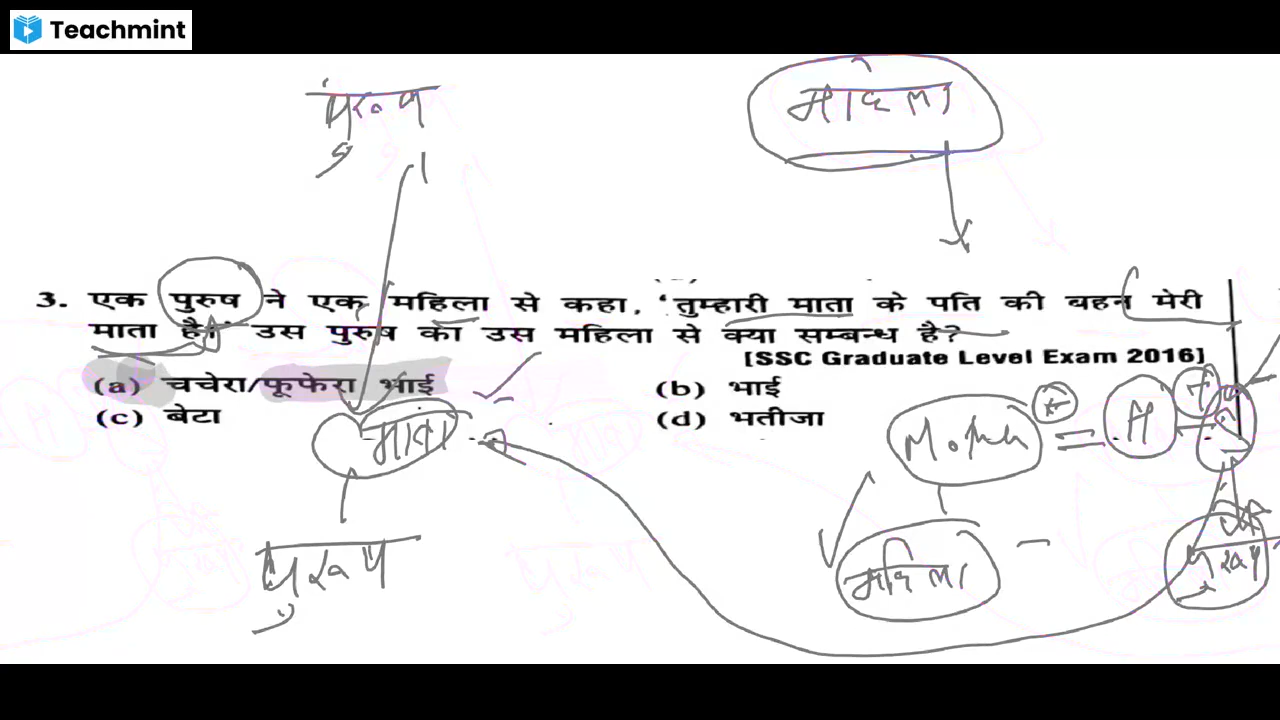 Teachmint
पुरुष
महिला
3. एक पुरुष ने एक महिला से कहा, 'तुम्हारी माता के पति की बहन मेरी
माता है।' उस पुरुष का उस महिला से क्या सम्बन्ध है?
[SSC Graduate Level Exam 2016]
(a) चचेरा/फूफेरा भाई
(b) भाई
(c) बेटा
(d) भतीजा
माता
पुरुष
महिला
पुरुष